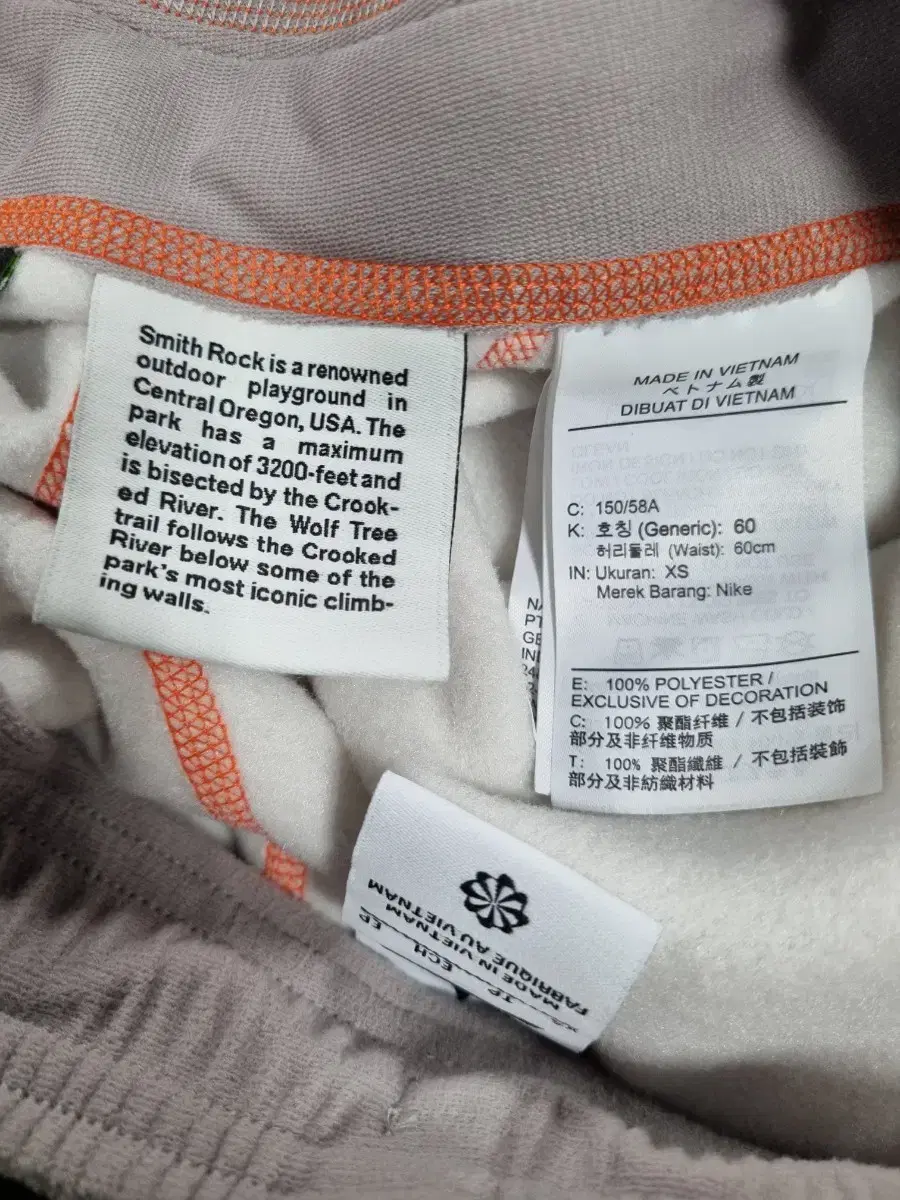 Smith Rock is a renowned
outdoor playground in
Central Oregon, USA. The
park has a maximum
elevation of 3200-feet and
is bisected by the Crook-
ed River. The Wolf Tree
trail follows the Crooked
River below some of the
park's most iconic climb-
ing walls.
MADE IN VIETNAM
ベトナム製
DIBUAT DI VIETNAM
C: 150/58A
K: 호칭 (Generic): 60
허리둘레 (Waist): 60cm
IN: Ukuran: XS
Merek Barang: Nike
E: 100% POLYESTER /
EXCLUSIVE OF DECORATION
C: 100% 聚酯纤维 / 不包括装饰
部分及非纤维物质
T: 100% 聚酯纖維 / 不包括裝飾
部分及非紡織材料
MADE IN VIETNAM
FABRIQUÉ AU VIETNAM